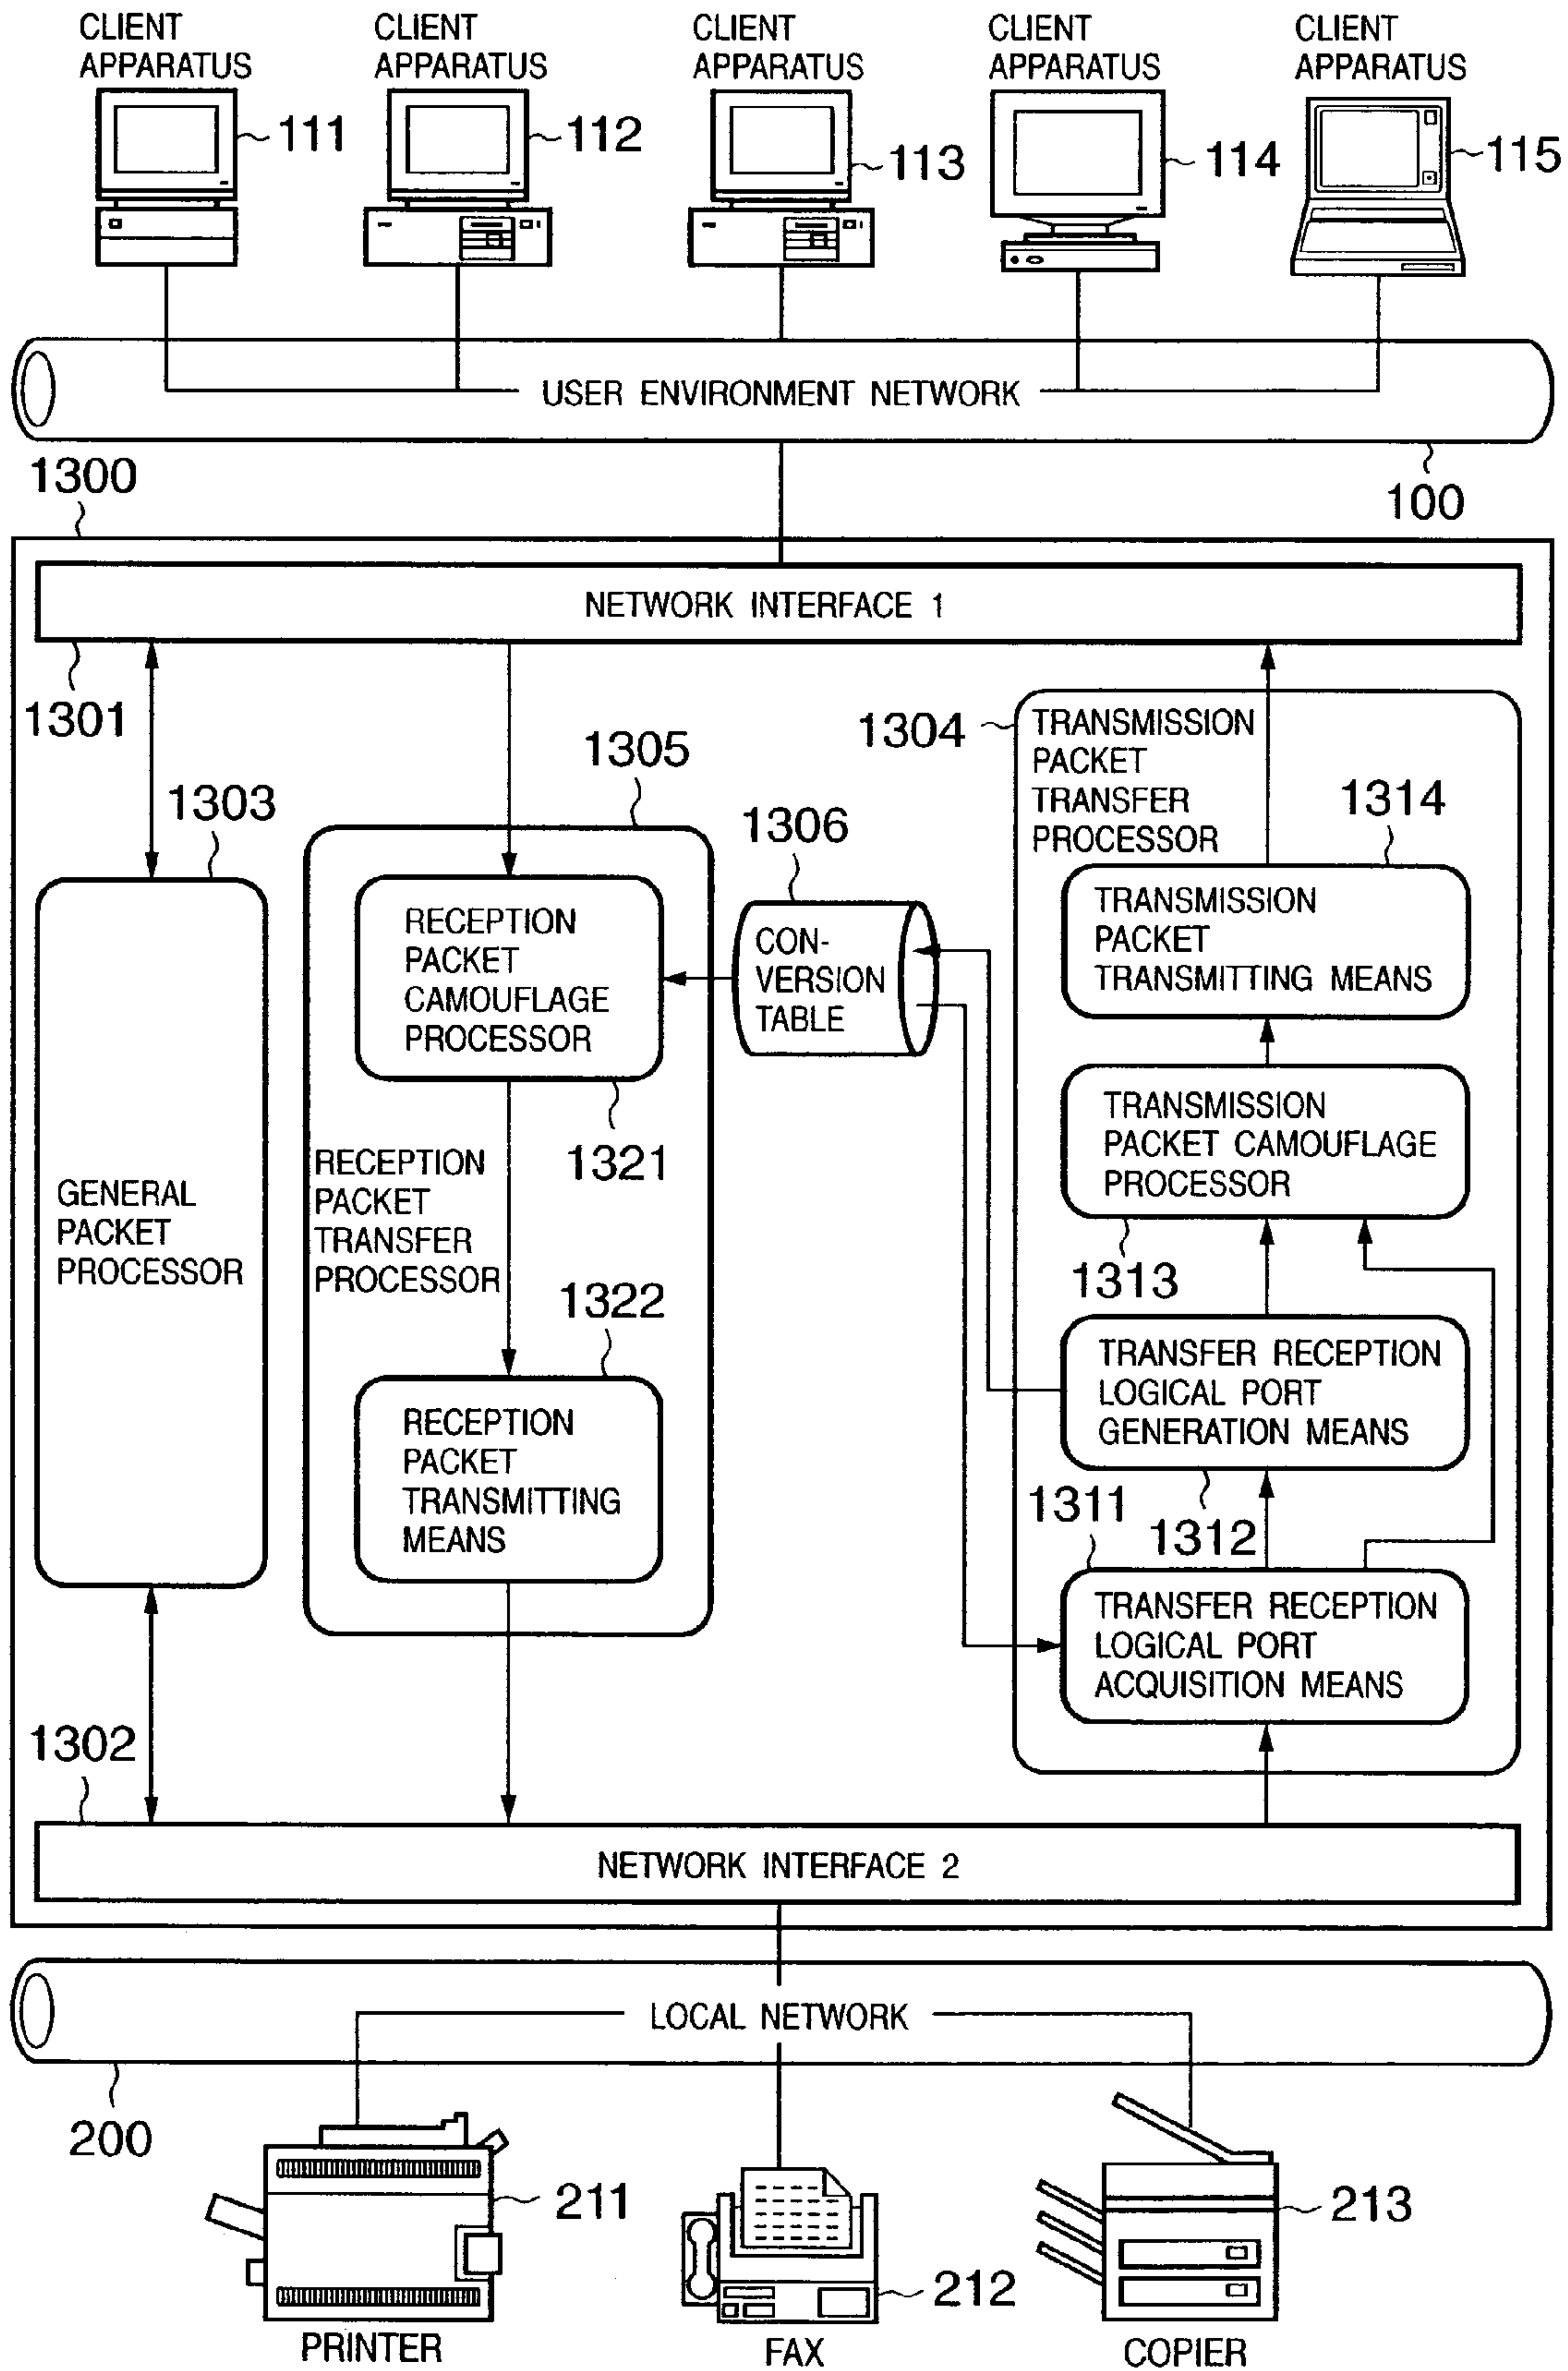 CLIENT
APPARATUS
CLIENT
APPARATUS
CLIENT
APPARATUS
CLIENT
APPARATUS
CLIENT
APPARATUS
111
112
113
114
115
USER ENVIRONMENT NETWORK
100
1300
NETWORK INTERFACE 1
1301
1303
1305
1306
1304
TRANSMISSION
PACKET
TRANSFER
PROCESSOR
1314
GENERAL
PACKET
PROCESSOR
RECEPTION
PACKET
CAMOUFLAGE
PROCESSOR
1321
RECEPTION
PACKET
TRANSFER
PROCESSOR
1322
RECEPTION
PACKET
TRANSMITTING
MEANS
CON-
VERSION
TABLE
TRANSMISSION
PACKET
TRANSMITTING MEANS
TRANSMISSION
PACKET CAMOUFLAGE
PROCESSOR
1313
TRANSFER RECEPTION
LOGICAL PORT
GENERATION MEANS
1311
1312
TRANSFER RECEPTION
LOGICAL PORT
ACQUISITION MEANS
1302
NETWORK INTERFACE 2
LOCAL NETWORK
200
211
212
213
PRINTER
FAX
COPIER